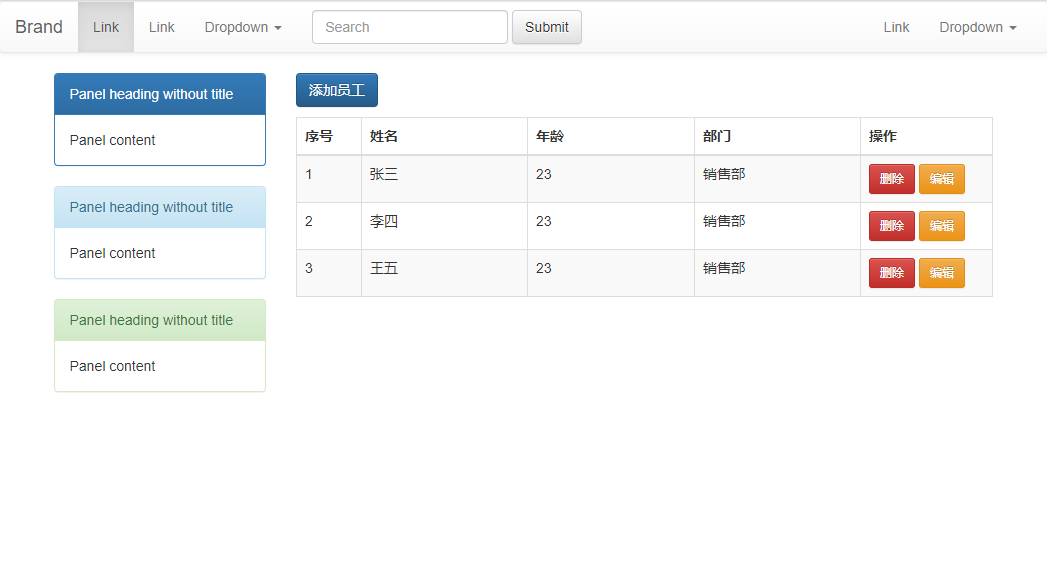 Brand Link Link Dropdown Search Submit Link Dropdown
Panel heading without title
Panel content
Panel heading without title
Panel content
Panel heading without title
Panel content
添加员工
序号 姓名 年龄 部门 操作
1 张三 23 销售部 删除 编辑
2 李四 23 销售部 删除 编辑
3 王五 23 销售部 删除 编辑